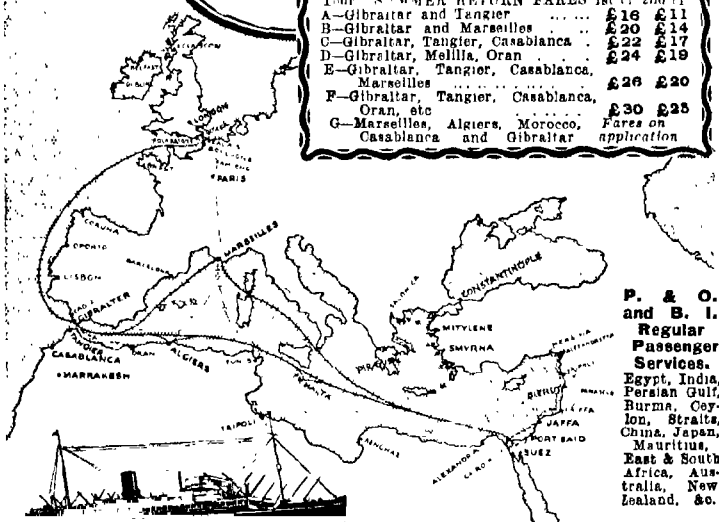 SUMMER RETURN FARES
A—Gibraltar and Tangier ...... £16 £11
B—Gibraltar and Marseilles . £20 £14
C—Gibraltar, Tangier, Casablanca . £22 £17
D—Gibraltar, Melilla, Oran . . . . £24 £19
E—Gibraltar, Tangier, Casablanca,
Marseilles £26 £20
F—Gibraltar, Tangier, Casablanca,
Oran, etc £30 £25
G—Marseilles, Algiers, Morocco, Fares on
Casablanca and Gibraltar application
BELFAST
LONDON
PARIS
CORUNA
OPORTO
LISBON
GIBRALTER
BARCELONA
MARSEILLES
CASABLANCA
ORAN
ALGIERS
MARRAKESH
MALTA
TRIPOLI
CONSTANTINOPLE
MITYLENE
SMYRNA
BEIRUT
JAFFA
PORT SAID
SUEZ
ALEXANDRIA
CAIRO
P. & O.
and B. I.
Regular
Passenger
Services.
Egypt, India,
Persian Gulf,
Burma, Cey-
lon, Straits,
China, Japan,
Mauritius,
East & South
Africa, Aus-
tralia, New
Zealand, &c.